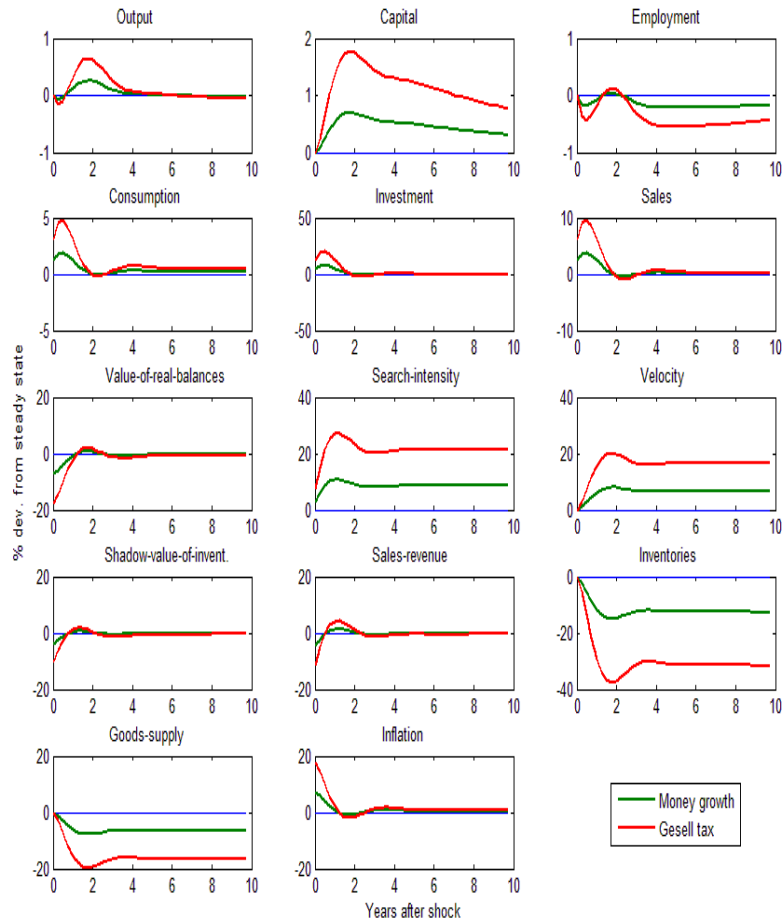 Output Capital Employment
1 2 1
0 1 0
-1 0 -1
0 2 4 6 8 10 0 2 4 6 8 10 0 2 4 6 8 10
Consumption Investment Sales
5 50 10
0 0 0
-5 -50 -10
0 2 4 6 8 10 0 2 4 6 8 10 0 2 4 6 8 10
Value-of-real-balances Search-intensity Velocity
20 40 40
0 20 20
-20 0 0
0 2 4 6 8 10 0 2 4 6 8 10 0 2 4 6 8 10
% dev. from steady state
Shadow-value-of-invent. Sales-revenue Inventories
20 20 0
0 0 -20
-20 -20 -40
0 2 4 6 8 10 0 2 4 6 8 10 0 2 4 6 8 10
Goods-supply Inflation
20 20
0 0
-20 -20
0 2 4 6 8 10 0 2 4 6 8 10
Money growth
Gesell tax
Years after shock